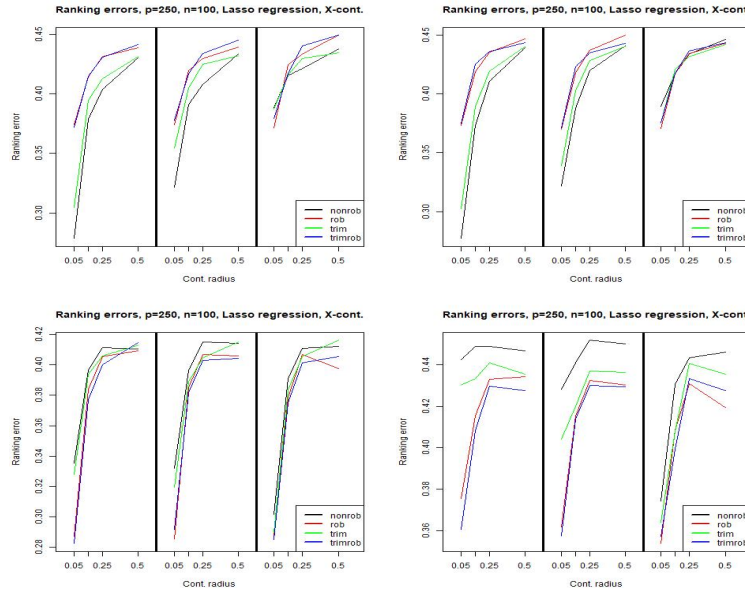 Ranking errors, p=250, n=100, Lasso regression, X-cont.
Ranking error
0.45
0.40
0.35
0.30
0.05 0.25 0.5 0.05 0.25 0.5 0.05 0.25 0.5
Cont. radius
nonrob
rob
trim
trimrob
Ranking errors, p=250, n=100, Lasso regression, X-cont
Ranking error
0.45
0.40
0.35
0.30
0.05 0.25 0.5 0.05 0.25 0.5 0.05 0.25 0.5
Cont. radius
nonrob
rob
trim
trimrob
Ranking errors, p=250, n=100, Lasso regression, X-cont.
Ranking error
0.42
0.40
0.38
0.36
0.34
0.32
0.30
0.28
0.05 0.25 0.5 0.05 0.25 0.5 0.05 0.25 0.5
Cont. radius
nonrob
rob
trim
trimrob
Ranking errors, p=250, n=100, Lasso regression, X-cont
Ranking error
0.44
0.42
0.40
0.38
0.36
0.05 0.25 0.5 0.05 0.25 0.5 0.05 0.25 0.5
Cont. radius
nonrob
rob
trim
trimrob